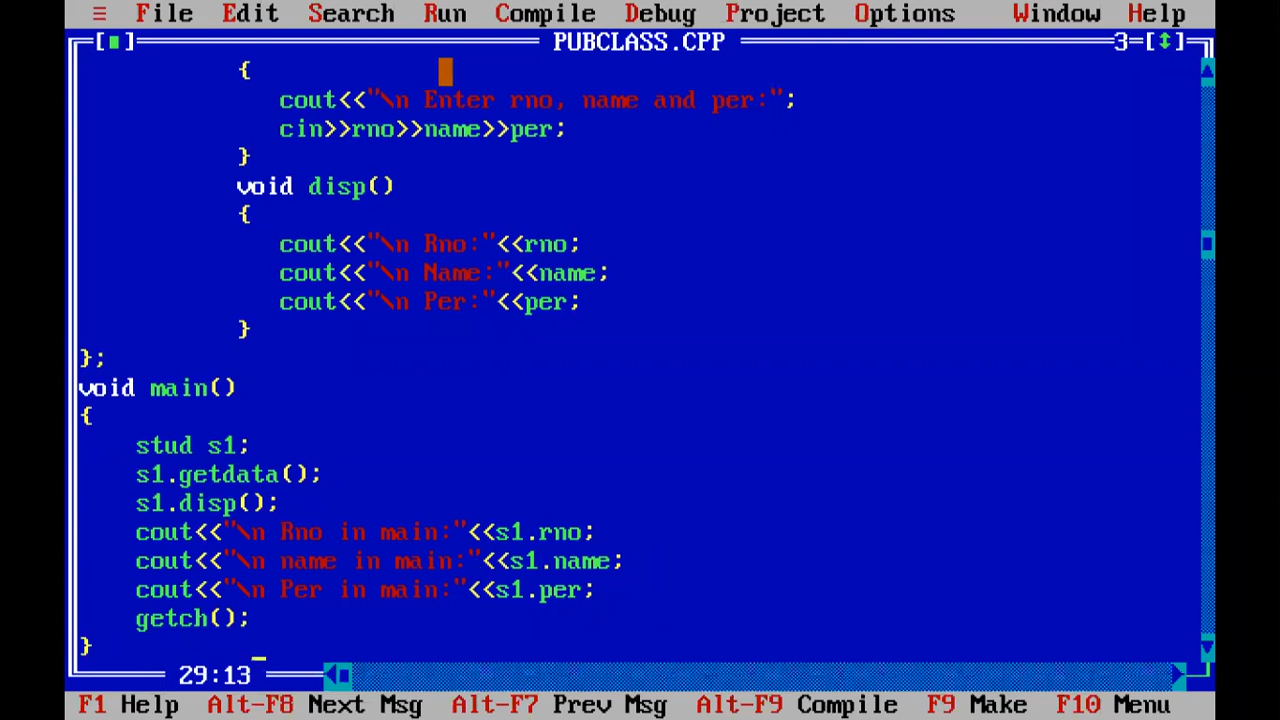 ≡ File Edit Search Run Compile Debug Project Options Window Help
[■] PUBCLASS.CPP 3=[↕]
{
cout<<"\n Enter rno, name and per:";
cin>>rno>>name>>per;
}
void disp()
{
cout<<"\n Rno:"<<rno;
cout<<"\n Name:"<<name;
cout<<"\n Per:"<<per;
}
};
void main()
{
stud s1;
s1.getdata();
s1.disp();
cout<<"\n Rno in main:"<<s1.rno;
cout<<"\n name in main:"<<s1.name;
cout<<"\n Per in main:"<<s1.per;
getch();
}
29:13
F1 Help Alt-F8 Next Msg Alt-F7 Prev Msg Alt-F9 Compile F9 Make F10 Menu